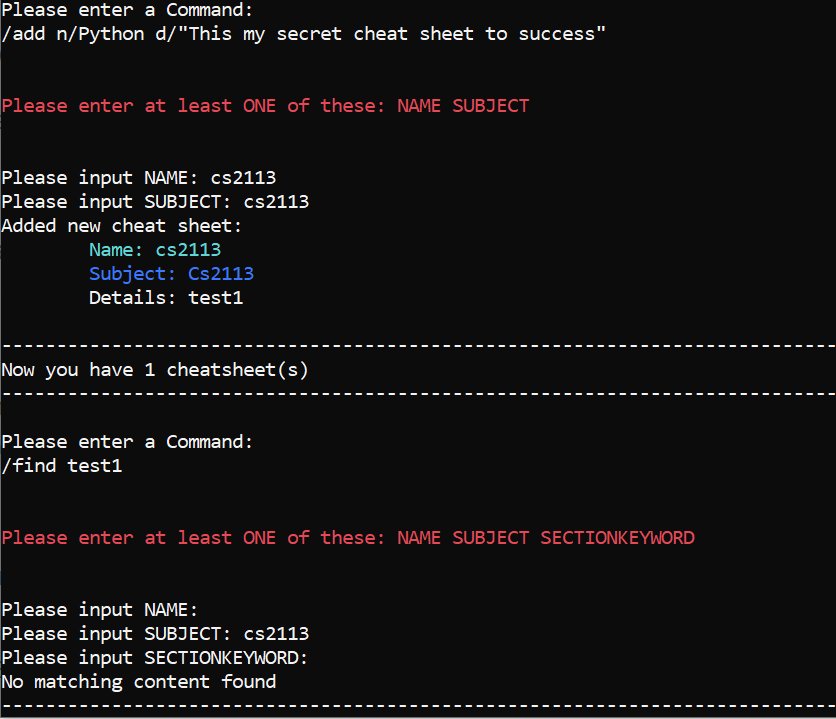 Please enter a Command:
/add n/Python d/"This my secret cheat sheet to success"
Please enter at least ONE of these: NAME SUBJECT
Please input NAME: cs2113
Please input SUBJECT: cs2113
Added new cheat sheet:
Name: cs2113
Subject: Cs2113
Details: test1
----------------------------------------------------------------------------
Now you have 1 cheatsheet(s)
----------------------------------------------------------------------------
Please enter a Command:
/find test1
Please enter at least ONE of these: NAME SUBJECT SECTIONKEYWORD
Please input NAME:
Please input SUBJECT: cs2113
Please input SECTIONKEYWORD:
No matching content found
----------------------------------------------------------------------------